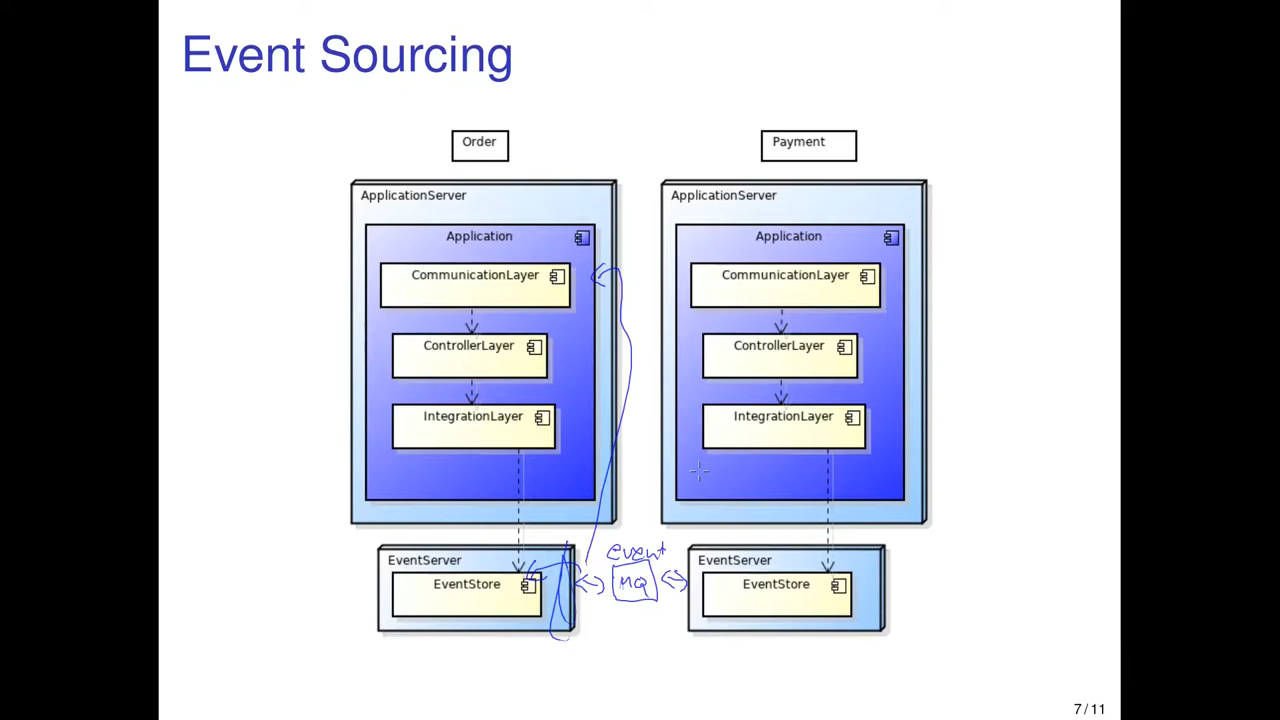 Event Sourcing
Order
Payment
ApplicationServer
ApplicationServer
Application
Application
CommunicationLayer
CommunicationLayer
ControllerLayer
ControllerLayer
IntegrationLayer
IntegrationLayer
event
EventServer
EventServer
EventStore
MQ
EventStore
7 / 11